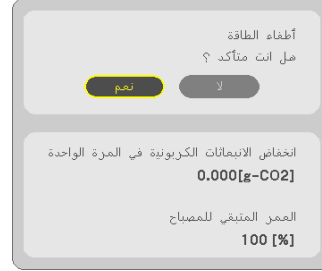 أطفاء الطاقة
هل انت متأكد ؟
لا نعم
انخفاض الانبعاثات الكربونية في المرة الواحدة
0.000[g-CO2]
العمر المتبقي للمصباح
100 [%]